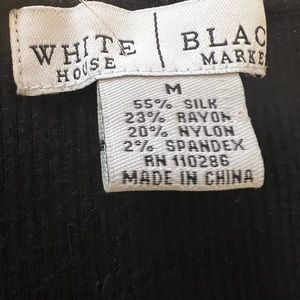 WHITE | BLAC
HOUSE | MARKE
M
55% SILK
23% RAYON
20% NYLON
2% SPANDEX
RN 110286
MADE IN CHINA